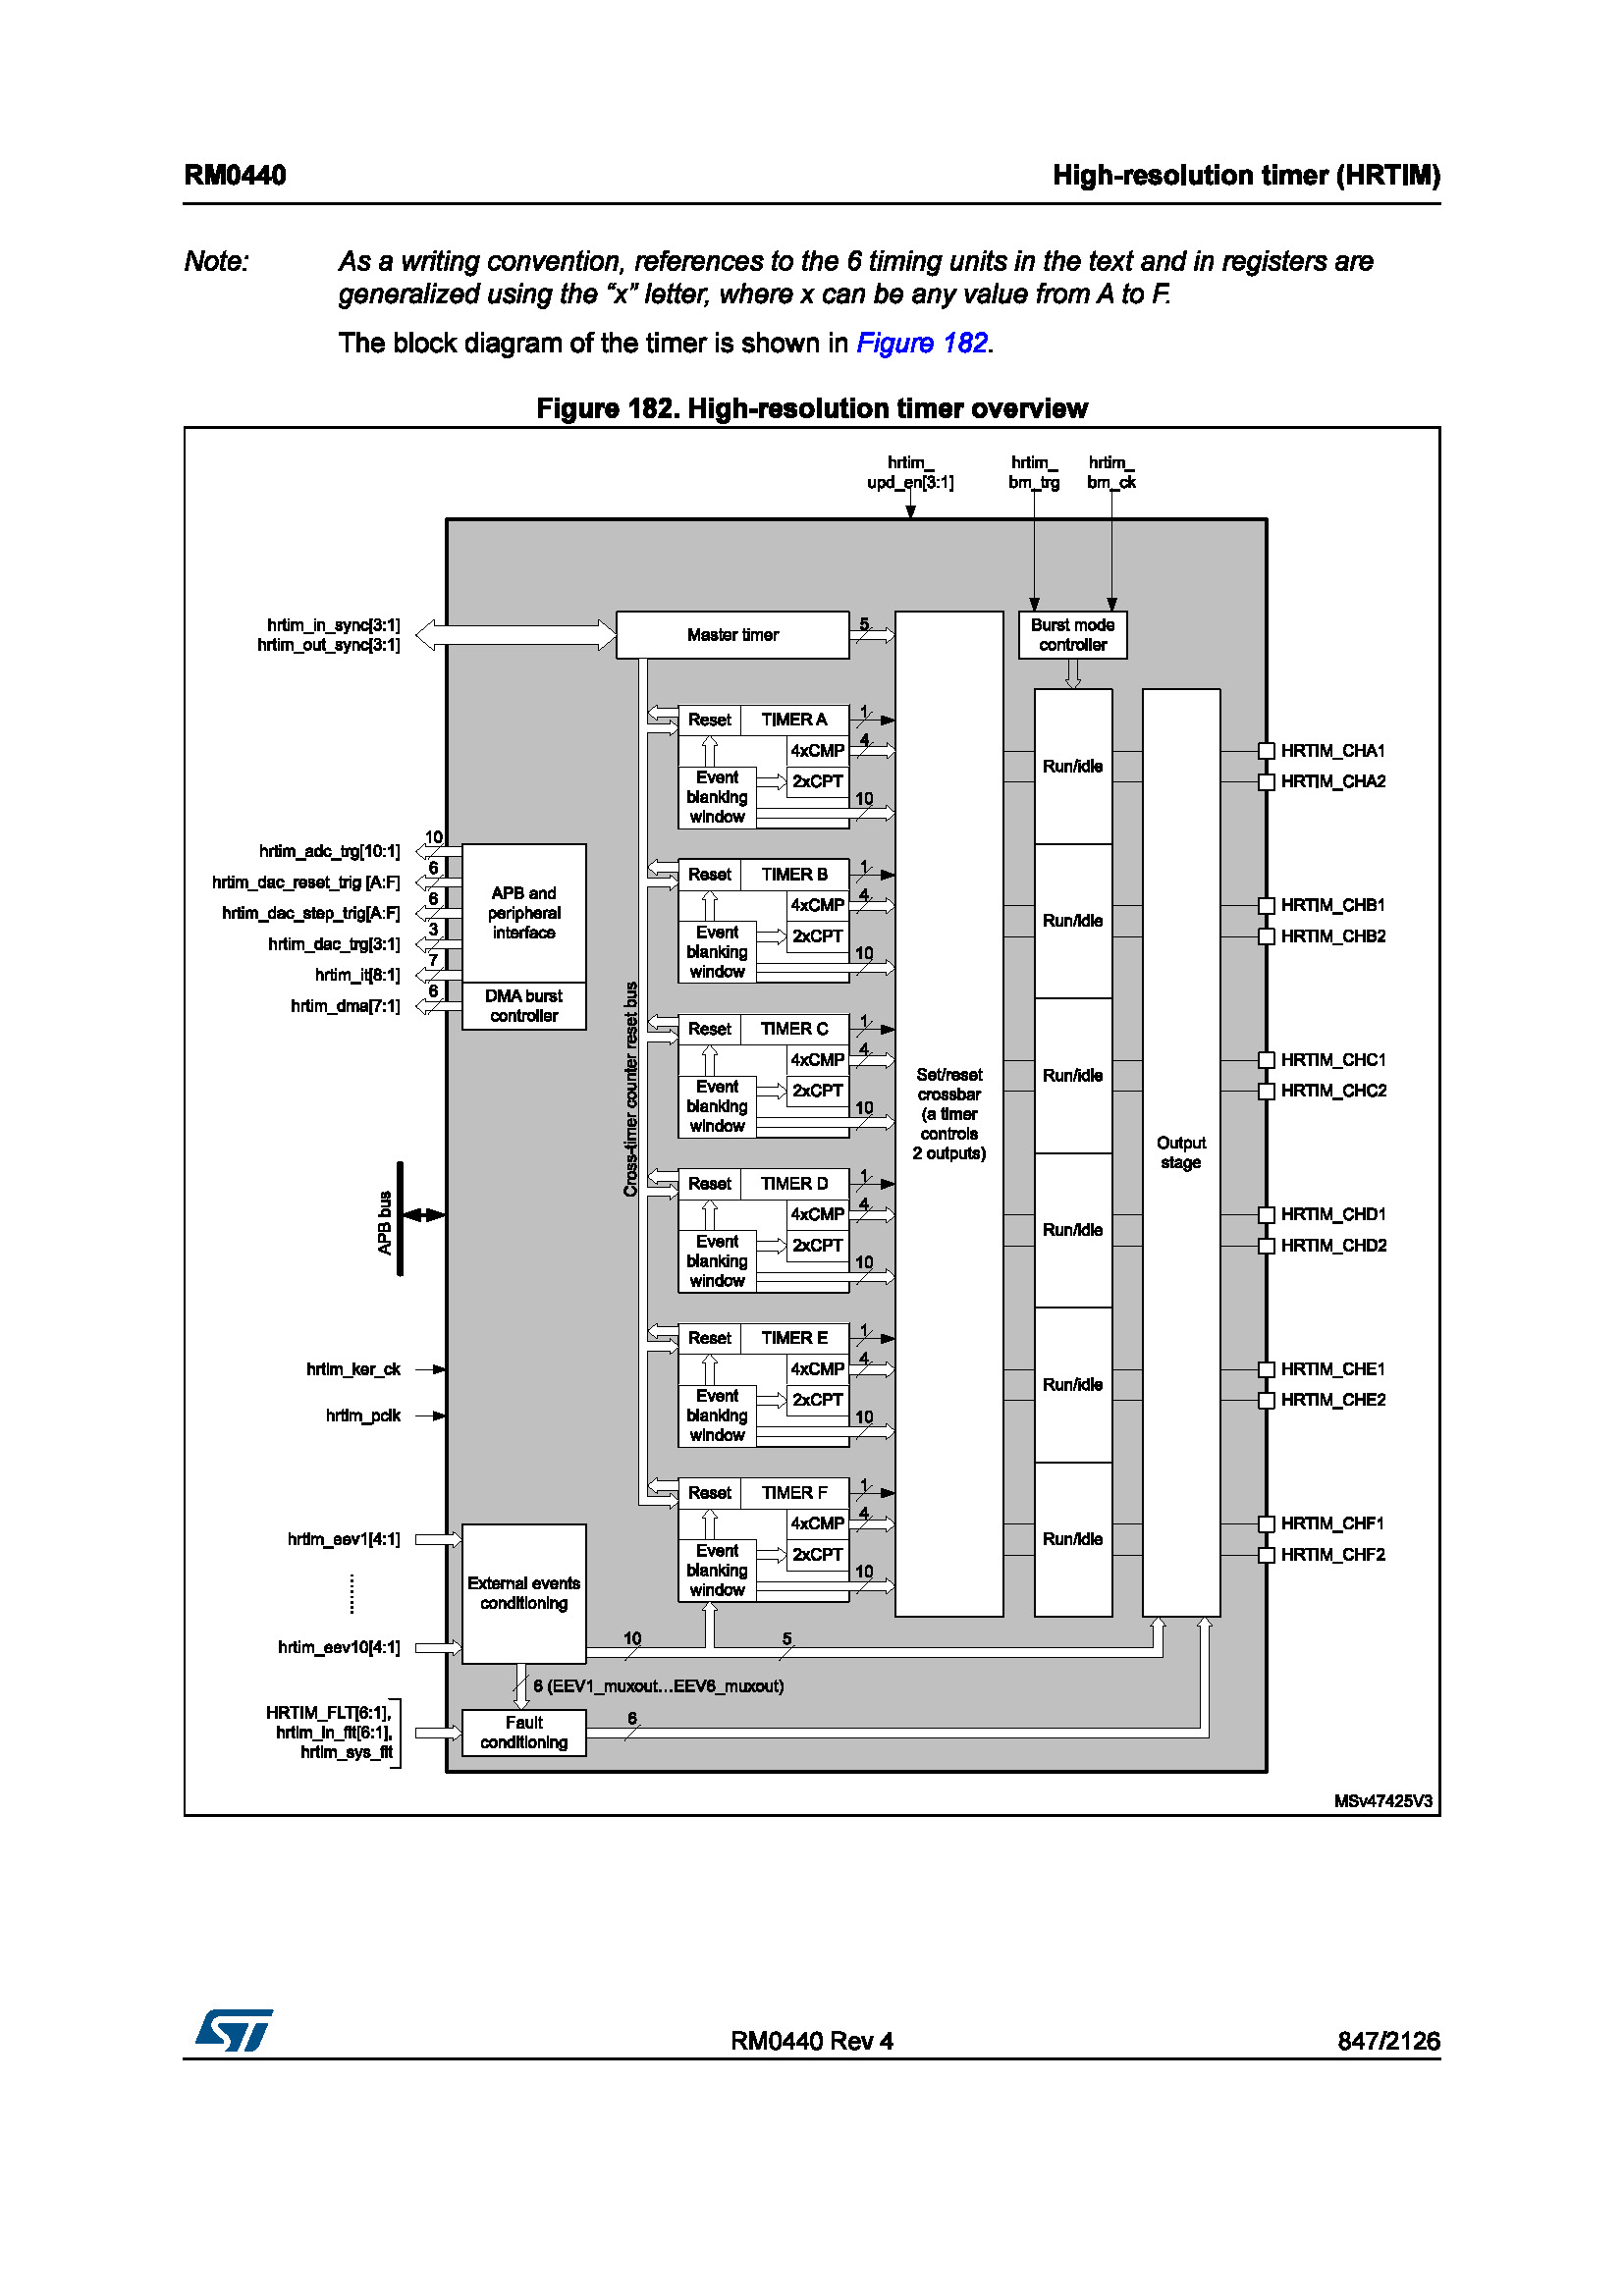 RM0440
High-resolution timer (HRTIM)
Note:
As a writing convention, references to the 6 timing units in the text and in registers are
generalized using the “x” letter, where x can be any value from A to F.
The block diagram of the timer is shown in Figure 182.
Figure 182. High-resolution timer overview
hrtim_
upd_en[3:1]
hrtim_
bm_trg
hrtim_
bm_ck
hrtim_in_sync[3:1]
hrtim_out_sync[3:1]
Master timer
5
Burst mode
controller
Reset
TIMER A
1
4xCMP
4
Event
blanking
window
2xCPT
10
Run/idle
HRTIM_CHA1
HRTIM_CHA2
hrtim_adc_trg[10:1]
10
hrtim_dac_reset_trig [A:F]
6
hrtim_dac_step_trig[A:F]
6
hrtim_dac_trg[3:1]
3
hrtim_it[8:1]
7
hrtim_dma[7:1]
6
APB and
peripheral
interface
DMA burst
controller
Reset
TIMER B
1
4xCMP
4
Event
blanking
window
2xCPT
10
Run/idle
HRTIM_CHB1
HRTIM_CHB2
Cross-timer counter reset bus
Reset
TIMER C
1
4xCMP
4
Event
blanking
window
2xCPT
10
Set/reset
crossbar
(a timer
controls
2 outputs)
Run/idle
Output
stage
HRTIM_CHC1
HRTIM_CHC2
APB bus
Reset
TIMER D
1
4xCMP
4
Event
blanking
window
2xCPT
10
Run/idle
HRTIM_CHD1
HRTIM_CHD2
hrtim_ker_ck
hrtim_pclk
Reset
TIMER E
1
4xCMP
4
Event
blanking
window
2xCPT
10
Run/idle
HRTIM_CHE1
HRTIM_CHE2
Reset
TIMER F
1
4xCMP
4
Event
blanking
window
2xCPT
10
Run/idle
HRTIM_CHF1
HRTIM_CHF2
hrtim_eev1[4:1]
........
hrtim_eev10[4:1]
External events
conditioning
10
5
6 (EEV1_muxout...EEV6_muxout)
HRTIM_FLT[6:1],
hrtim_in_flt[6:1],
hrtim_sys_flt
Fault
conditioning
6
MSv47425V3
ST
RM0440 Rev 4
847/2126